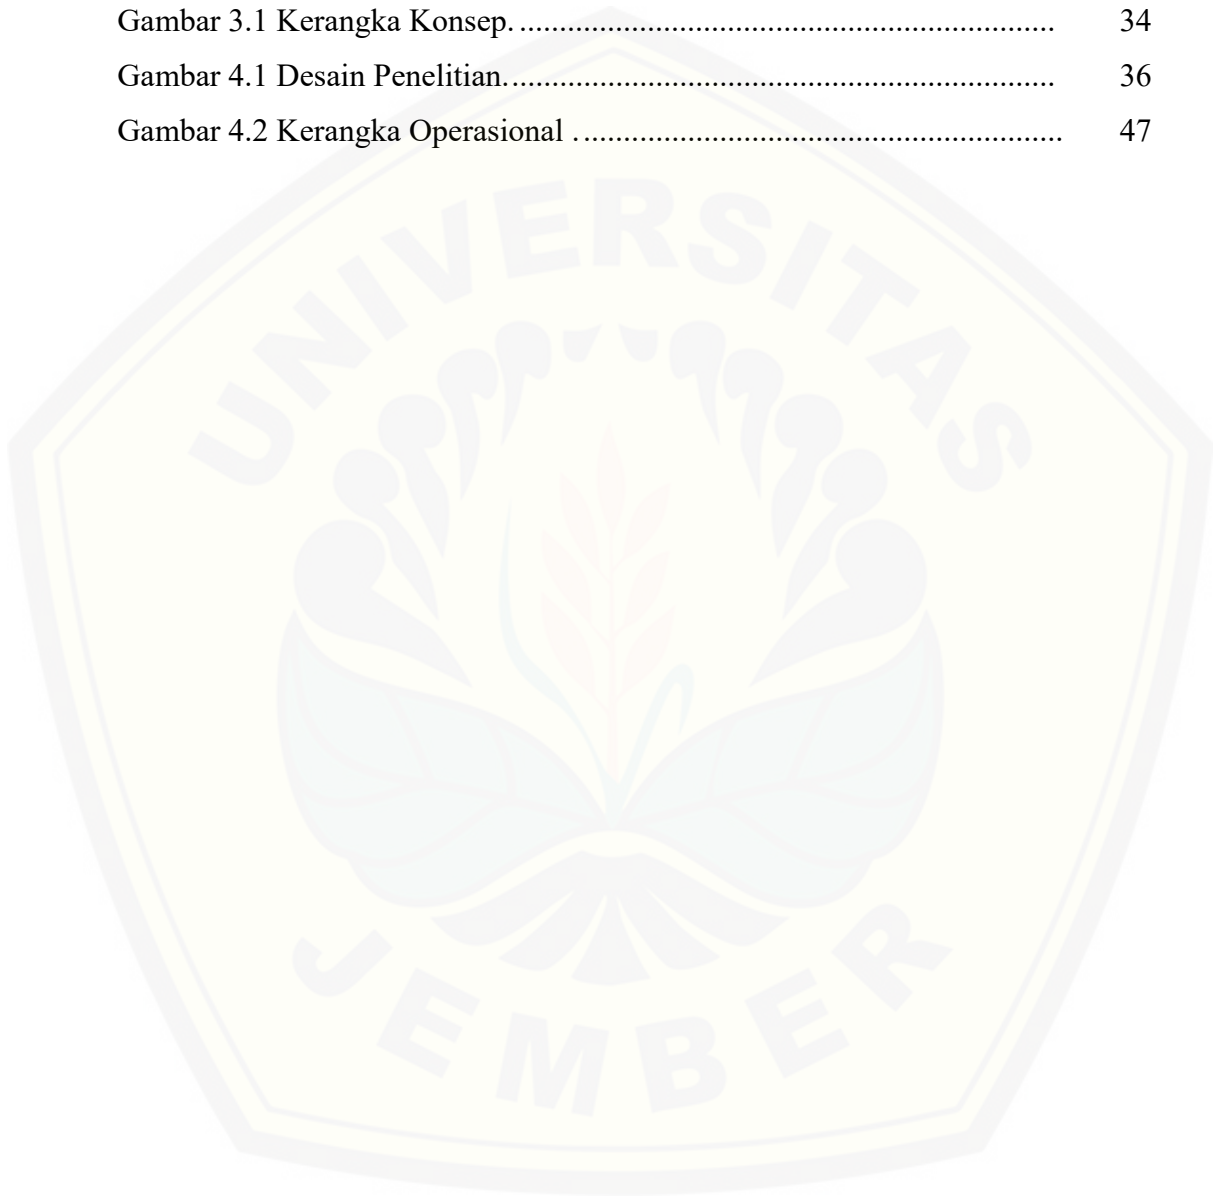 Gambar 3.1 Kerangka Konsep. .................................................................... 34
Gambar 4.1 Desain Penelitian..................................................................... 36
Gambar 4.2 Kerangka Operasional ............................................................. 47
UNIVERSITAS
JEMBER